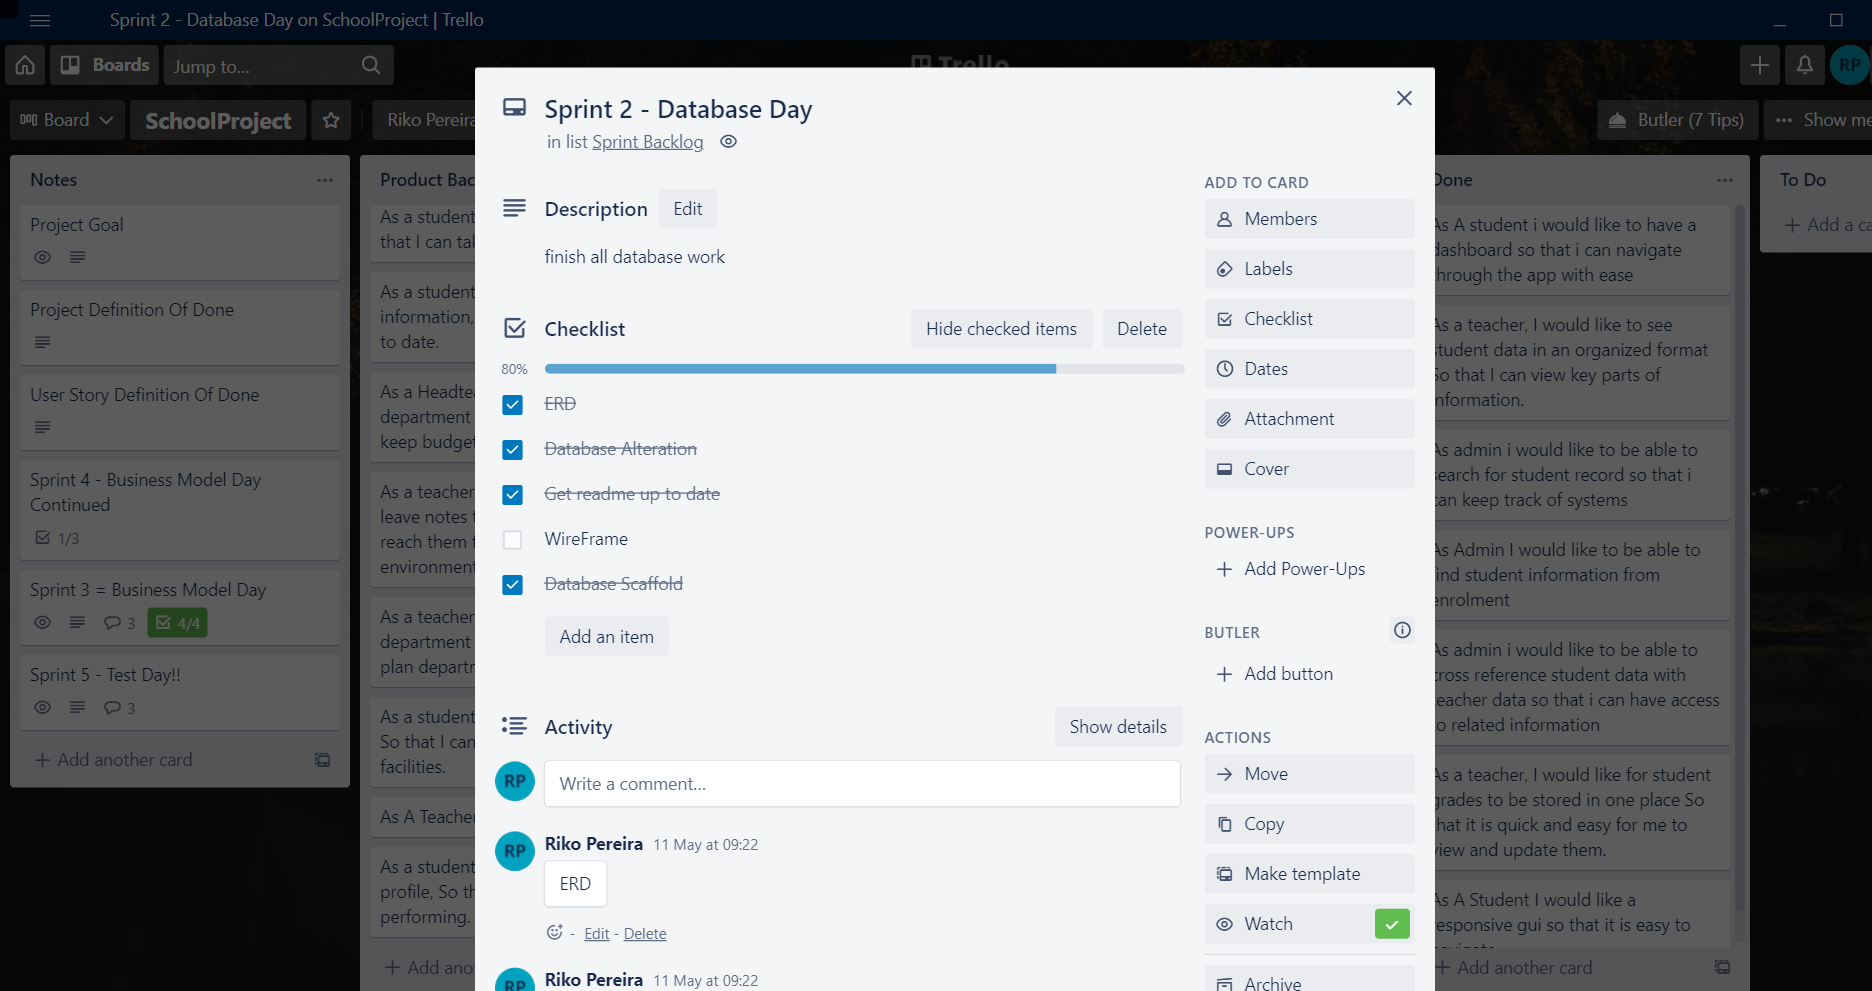 Sprint 2 - Database Day on SchoolProject | Trello
Boards
Jump to...
Trello
RP
Board
SchoolProject
Riko Pereira
Butler (7 Tips)
Show
Notes
Project Goal
Project Definition Of Done
User Story Definition Of Done
Sprint 4 - Business Model Day
Continued
1/3
Sprint 3 = Business Model Day
3
4/4
Sprint 5 - Test Day!!
3
+ Add another card
Product
As a student
that I can
As a student
information,
to date.
As a
department
keep
As a teacher
leave notes
reach them
environment
As a teacher
department
plan
As a student
So that I can
facilities.
As A Teacher
As a student
profile, So
performing.
+ Add
Sprint 2 - Database Day
in list Sprint Backlog
Description
Edit
finish all database work
Checklist
Hide checked items
Delete
80%
ERD
Database Alteration
Get readme up to date
WireFrame
Database Scaffold
Add an item
Activity
Show details
RP
Write a comment...
RP
Riko Pereira 11 May at 09:22
ERD
- Edit - Delete
RP
Riko Pereira 11 May at 09:22
ADD TO CARD
Members
Labels
Checklist
Dates
Attachment
Cover
POWER-UPS
+ Add Power-Ups
BUTLER
+ Add button
ACTIONS
Move
Copy
Make template
Watch
Archive
Done
As A student i would like to have a
dashboard so that i can navigate
through the app with ease
As a teacher, I would like to see
student data in an organized format
So that I can view key parts of
information.
As admin i would like to be able to
search for student record so that i
can keep track of systems
As Admin I would like to be able to
find student information from
enrolment
As admin i would like to be able to
cross reference student data with
teacher data so that i can have access
to related information
As a teacher, I would like for student
grades to be stored in one place So
that it is quick and easy for me to
view and update them.
As A Student I would like a
responsive gui so that it is easy to
+ Add another card
To Do
+ Add a